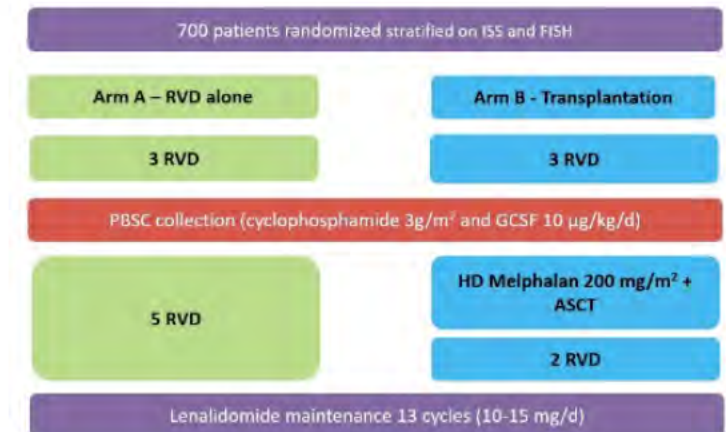 700 patients randomized stratified on ISS and FISH
Arm A – RVD alone
Arm B - Transplantation
3 RVD
3 RVD
PBSC collection (cyclophosphamide 3g/m² and GCSF 10 µg/kg/d)
5 RVD
HD Melphalan 200 mg/m² +
ASCT
2 RVD
Lenalidomide maintenance 13 cycles (10-15 mg/d)